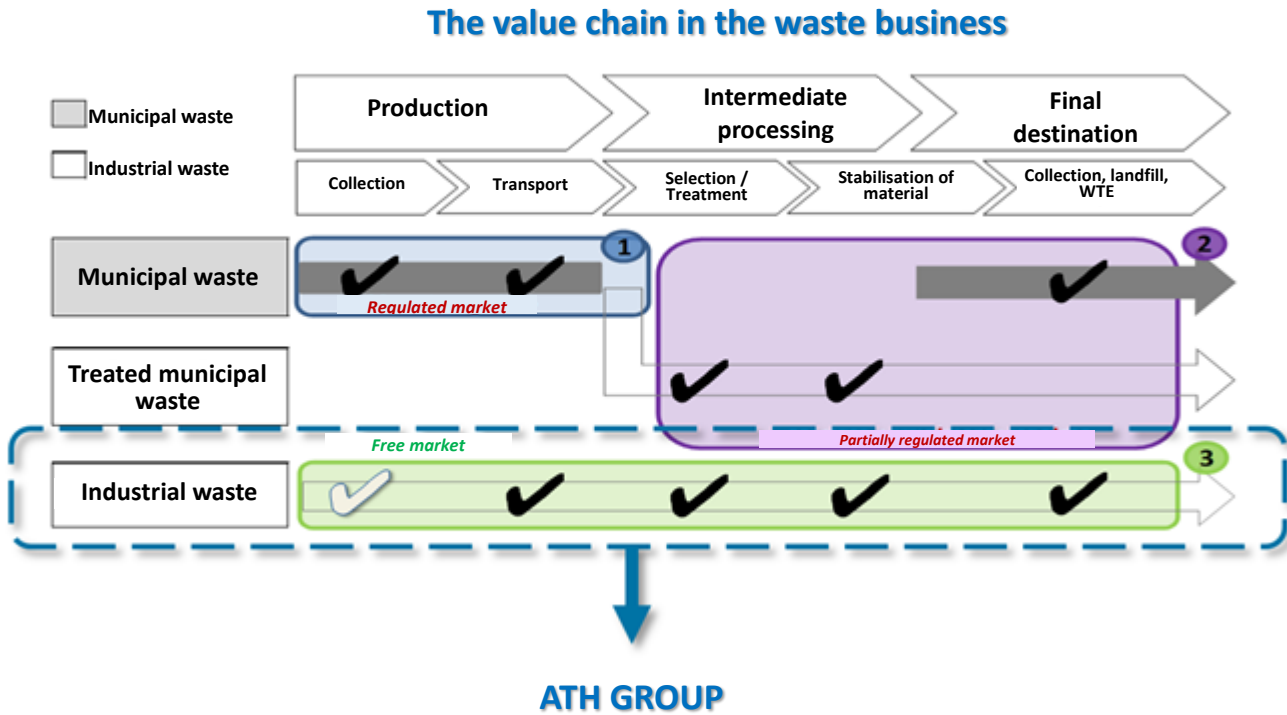 The value chain in the waste business
Municipal waste
Industrial waste
Production
Intermediate
processing
Final
destination
Collection
Transport
Selection /
Treatment
Stabilisation of
material
Collection, landfill,
WTE
Municipal waste
1
2
Regulated market
Treated municipal
waste
Free market
Partially regulated market
3
Industrial waste
ATH GROUP